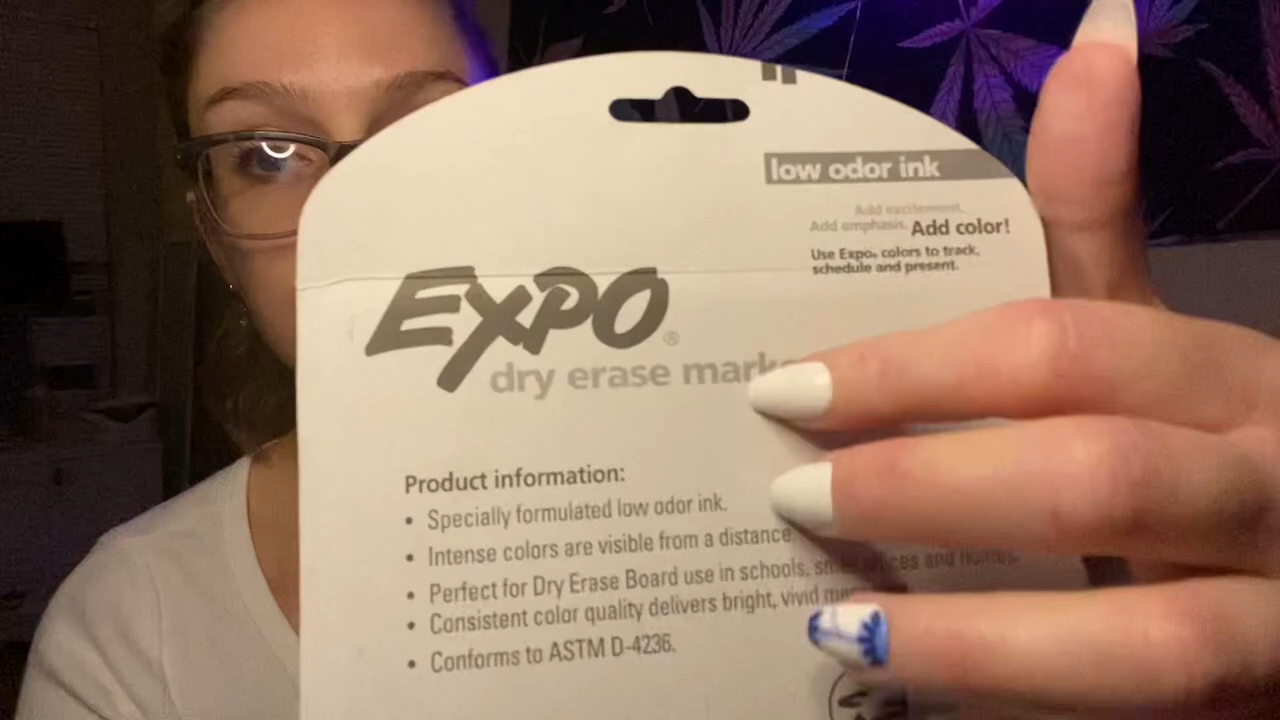 low odor ink
Add excitement.
Add emphasis. Add color!
Use Expo® colors to track,
schedule and present.
EXPO®
dry erase
Product information:
• Specially formulated low odor ink.
• Intense colors are visible from a distance.
• Perfect for Dry Erase Board use in schools, small offices and homes.
• Consistent color quality delivers bright, vivid
• Conforms to ASTM D-4236.